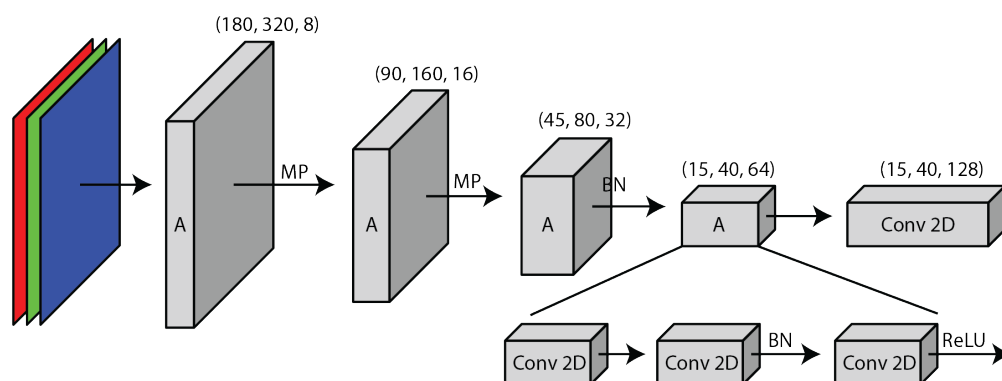 (180, 320, 8)
(90, 160, 16)
(45, 80, 32)
(15, 40, 64)
(15, 40, 128)
MP
MP
BN
A
A
A
A
Conv 2D
Conv 2D
Conv 2D
BN
Conv 2D
ReLU